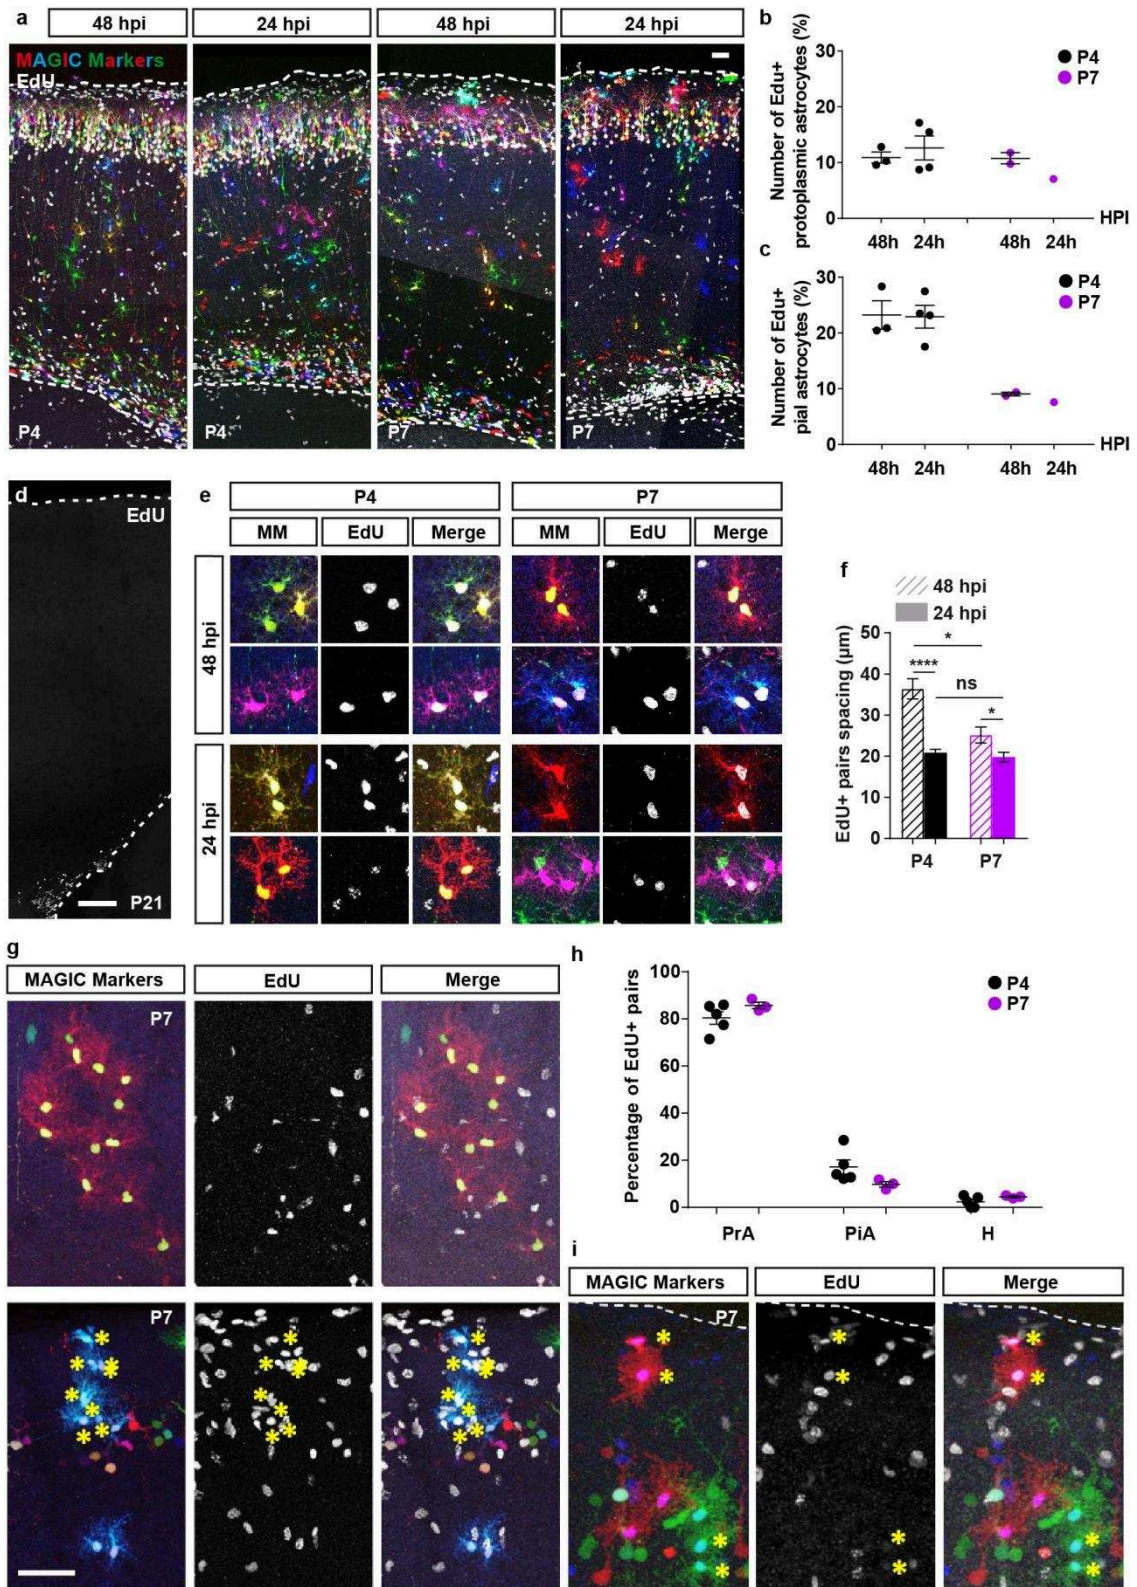 a
48 hpi
24 hpi
48 hpi
24 hpi
MAGIC Markers
EdU
P4
P4
P7
P7
b
Number of Edu+
protoplasmic astrocytes (%)
30
20
10
0
P4
P7
48h
24h
48h
24h
HPI
c
Number of Edu+
pial astrocytes (%)
30
20
10
0
P4
P7
48h
24h
48h
24h
HPI
d
EdU
P21
e
P4
P7
MM
EdU
Merge
MM
EdU
Merge
48 hpi
24 hpi
f
48 hpi
24 hpi
EdU+ pairs spacing (µm)
50
40
30
20
10
0
*
****
ns
*
P4
P7
g
MAGIC Markers
EdU
Merge
P7
P7
* * * * * * * *
* * * * * * * *
* * * * * * * *
h
Percentage of EdU+ pairs
100
80
60
40
20
0
P4
P7
PrA
PiA
H
i
MAGIC Markers
EdU
Merge
P7
* * * *
* * * *
* * * *